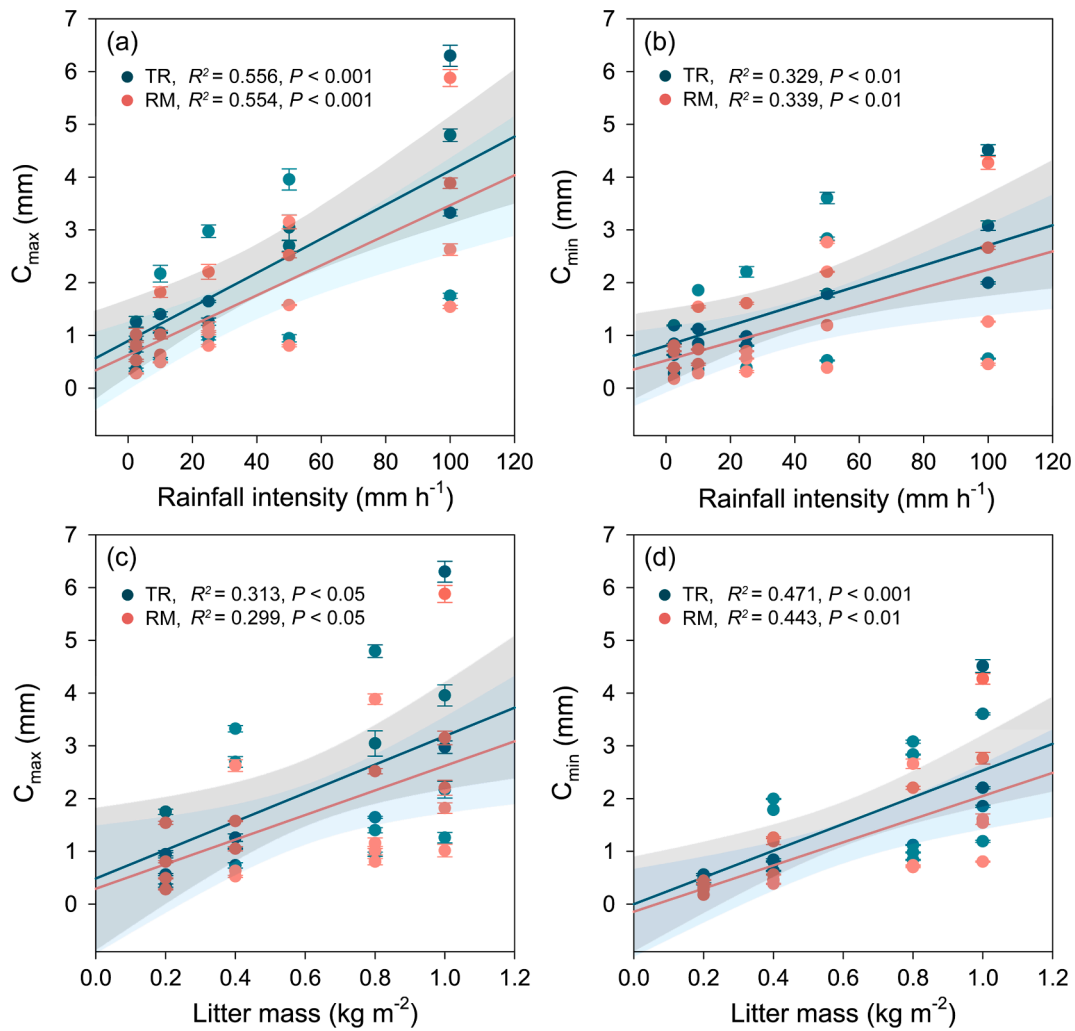 (a)
TR, R² = 0.556, P < 0.001
RM, R² = 0.554, P < 0.001
7
6
5
4
3
2
1
0
Cmax (mm)
0 20 40 60 80 100 120
Rainfall intensity (mm h⁻¹)
(b)
TR, R² = 0.329, P < 0.01
RM, R² = 0.339, P < 0.01
7
6
5
4
3
2
1
0
Cmin (mm)
0 20 40 60 80 100 120
Rainfall intensity (mm h⁻¹)
(c)
TR, R² = 0.313, P < 0.05
RM, R² = 0.299, P < 0.05
7
6
5
4
3
2
1
0
Cmax (mm)
0.0 0.2 0.4 0.6 0.8 1.0 1.2
Litter mass (kg m⁻²)
(d)
TR, R² = 0.471, P < 0.001
RM, R² = 0.443, P < 0.01
7
6
5
4
3
2
1
0
Cmin (mm)
0.0 0.2 0.4 0.6 0.8 1.0 1.2
Litter mass (kg m⁻²)